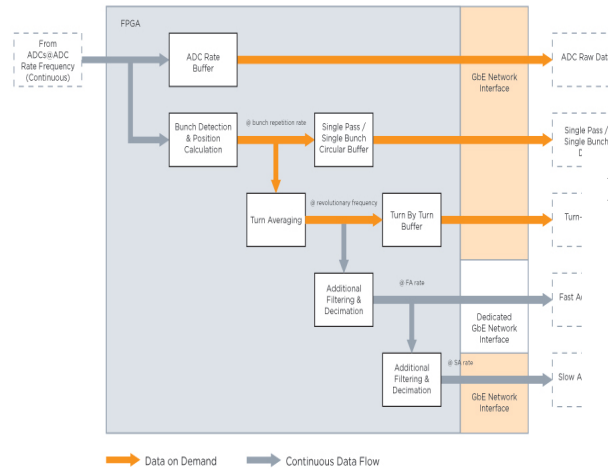 FPGA
From
ADCs@ADC
Rate Frequency
(Continuous)
ADC Rate
Buffer
GbE Network
Interface
ADC Raw Dat
Bunch Detection
& Position
Calculation
@ bunch repetition rate
Single Pass /
Single Bunch
Circular Buffer
Single Pass /
Single Bunch
Turn Averaging
@ revolutionary frequency
Turn By Turn
Buffer
Turn-
Additional
Filtering &
Decimation
@ FA rate
Dedicated
GbE Network
Interface
Fast
Additional
Filtering &
Decimation
@ SA rate
GbE Network
Interface
Slow A
Data on Demand
Continuous Data Flow